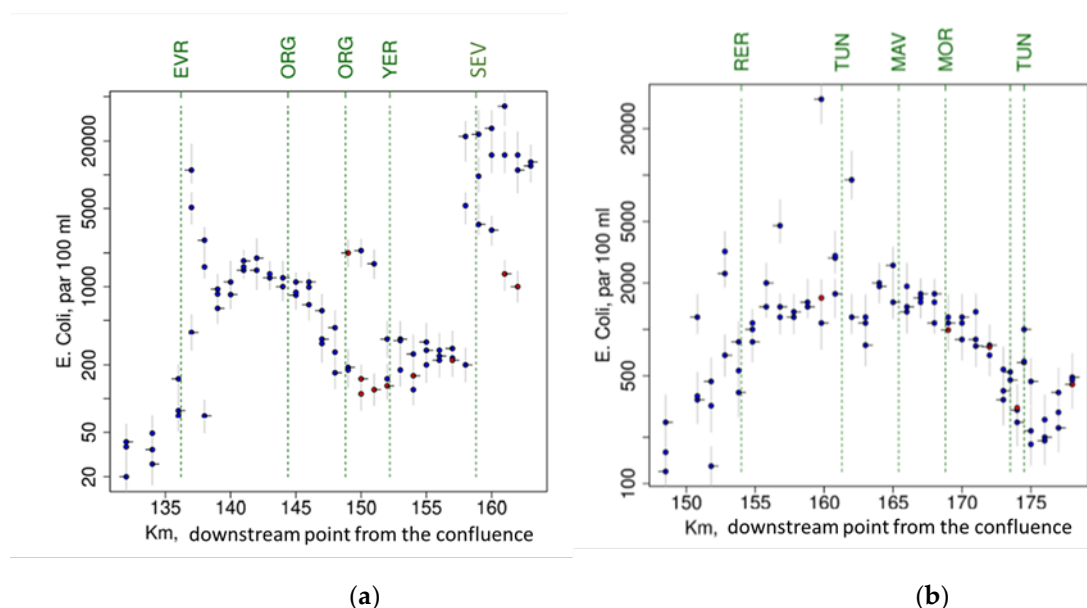 EVR ORG ORG YER SEV
E. Coli, par 100 ml
20000
5000
1000
200
50
20
135 140 145 150 155 160
Km, downstream point from the confluence
(a)
RER TUN MAV MOR TUN
E. Coli, par 100 ml
20000
5000
2000
500
100
150 155 160 165 170 175
Km, downstream point from the confluence
(b)